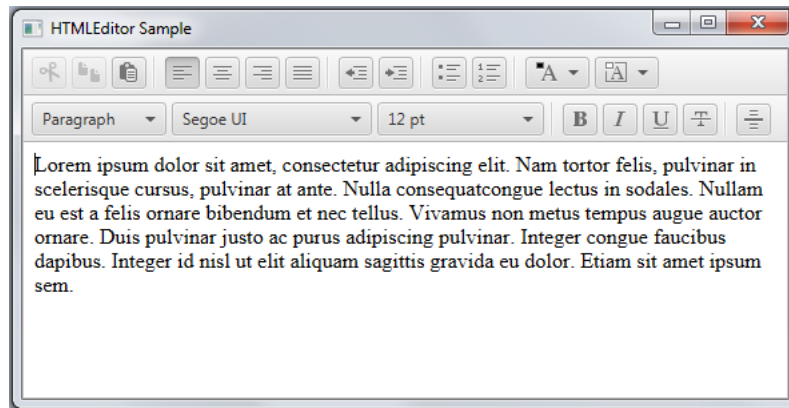 HTMLEditor Sample
Paragraph Segoe UI 12 pt B I U T
Lorem ipsum dolor sit amet, consectetur adipiscing elit. Nam tortor felis, pulvinar in
scelerisque cursus, pulvinar at ante. Nulla consequatcongue lectus in sodales. Nullam
eu est a felis ornare bibendum et nec tellus. Vivamus non metus tempus augue auctor
ornare. Duis pulvinar justo ac purus adipiscing pulvinar. Integer congue faucibus
dapibus. Integer id nisl ut elit aliquam sagittis gravida eu dolor. Etiam sit amet ipsum
sem.